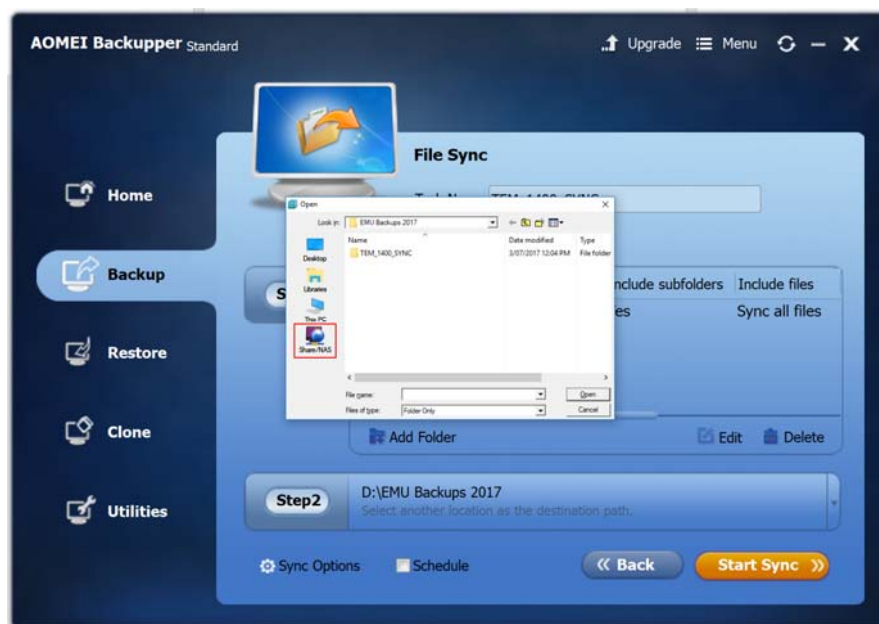 AOMEI Backupper Standard
Upgrade Menu
File Sync
Home
Backup
Restore
Clone
Utilities
TEM_1400_SYNC
Open
Look in: EMU Backups 2017
Name Date modified Type
TEM_1400_SYNC 3/07/2017 12:04 PM File folder
Desktop
Libraries
This PC
Share/NAS
File name: Open
Files of type: Folder Only Cancel
nclude subfolders Include files
es Sync all files
Add Folder Edit Delete
Step2 D:\EMU Backups 2017
Select another location as the destination path.
Sync Options Schedule Back Start Sync